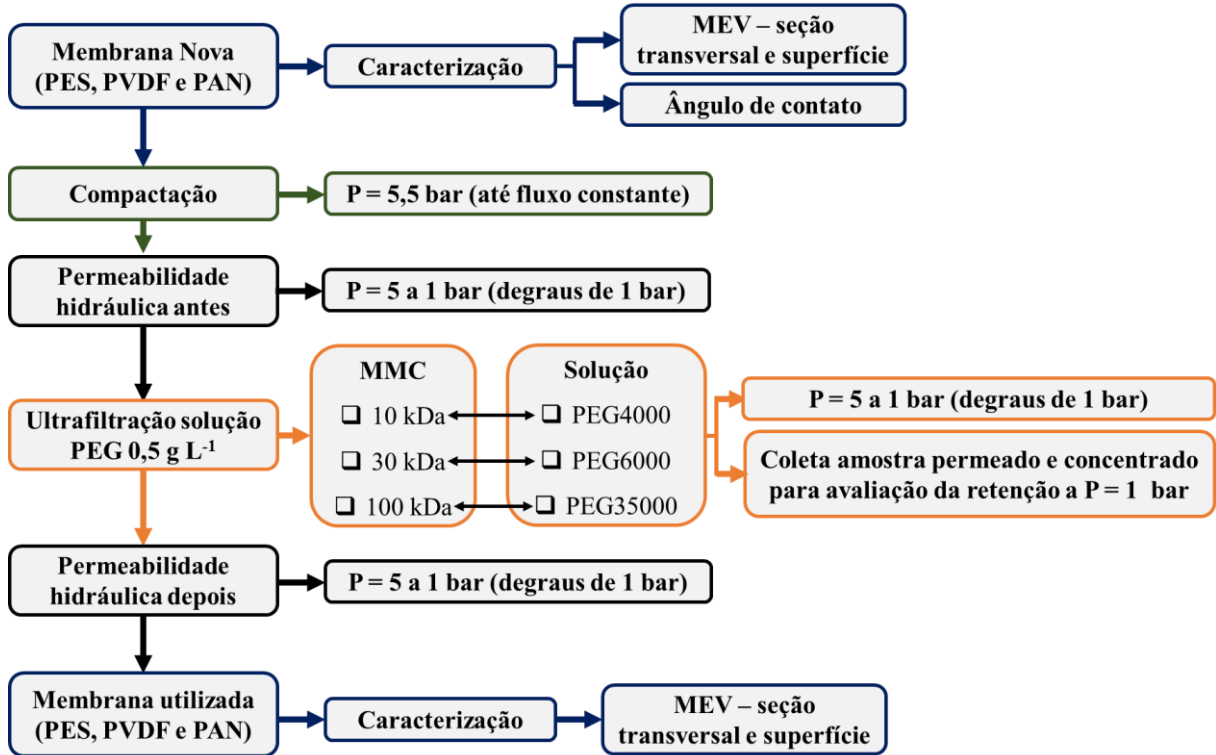 Membrana Nova
(PES, PVDF e PAN)
Caracterização
MEV – seção
transversal e superfície
Ângulo de contato
Compactação
P = 5,5 bar (até fluxo constante)
Permeabilidade
hidráulica antes
P = 5 a 1 bar (degraus de 1 bar)
Ultrafiltração solução
PEG 0,5 g L⁻¹
MMC
❑ 10 kDa
❑ 30 kDa
❑ 100 kDa
Solução
❑ PEG4000
❑ PEG6000
❑ PEG35000
P = 5 a 1 bar (degraus de 1 bar)
Coleta amostra permeado e concentrado
para avaliação da retenção a P = 1 bar
Permeabilidade
hidráulica depois
P = 5 a 1 bar (degraus de 1 bar)
Membrana utilizada
(PES, PVDF e PAN)
Caracterização
MEV – seção
transversal e superfície